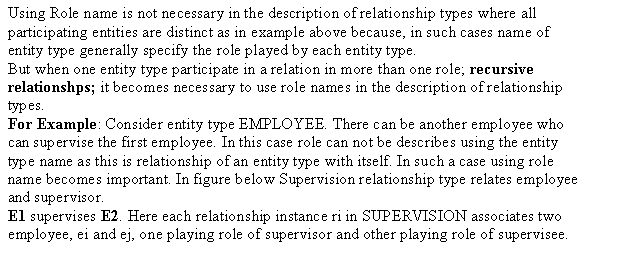 Using Role name is not necessary in the description of relationship types where all
participating entities are distinct as in example above because, in such cases name of
entity type generally specify the role played by each entity type.
But when one entity type participate in a relation in more than one role; recursive
relationshps; it becomes necessary to use role names in the description of relationship
types.
For Example: Consider entity type EMPLOYEE. There can be another employee who
can supervise the first employee. In this case role can not be describes using the entity
type name as this is relationship of an entity type with itself. In such a case using role
name becomes important. In figure below Supervision relationship type relates employee
and supervisor.
E1 supervises E2. Here each relationship instance ri in SUPERVISION associates two
employee, ei and ej, one playing role of supervisor and other playing role of supervisee.